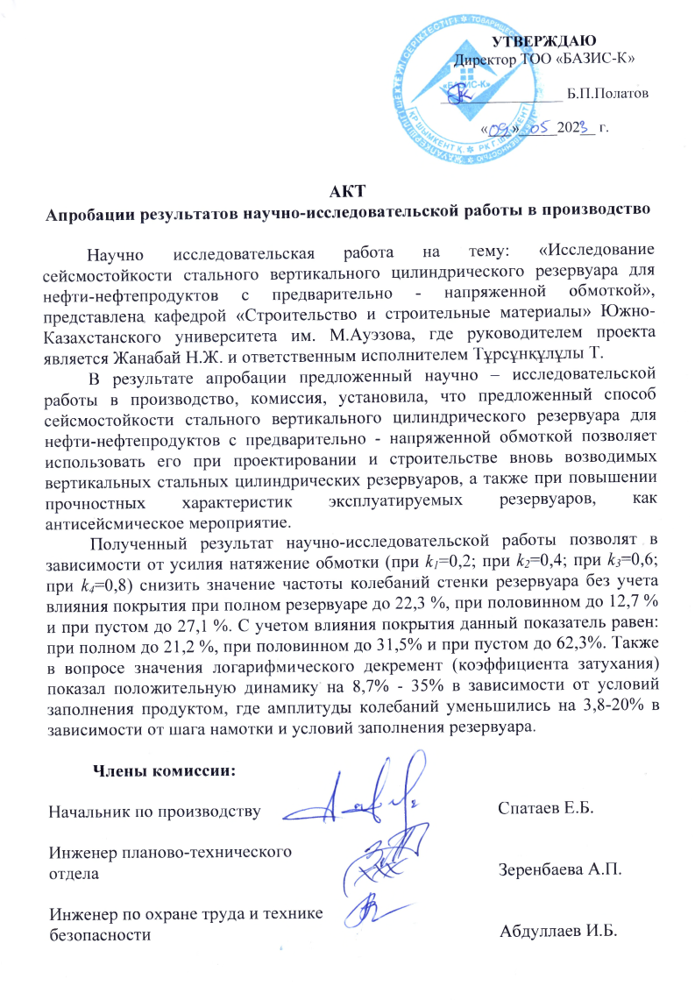 УТВЕРЖДАЮ
Директор ТОО «БАЗИС-К»
«БАЗИС-К»
Б.П.Полатов
«09» 05 2023 г.
ҚР ШЫМКЕНТ Қ. ✻ РК Г.ШЫМКЕНТ
АКТ
Апробации результатов научно-исследовательской работы в производство
Научно исследовательская работа на тему: «Исследование
сейсмостойкости стального вертикального цилиндрического резервуара для
нефти-нефтепродуктов с предварительно - напряженной обмоткой»,
представлена кафедрой «Строительство и строительные материалы» Южно-
Казахстанского университета им. М.Ауэзова, где руководителем проекта
является Жанабай Н.Ж. и ответственным исполнителем Тұрсұнқұлұлы Т.
В результате апробации предложенный научно – исследовательской
работы в производство, комиссия, установила, что предложенный способ
сейсмостойкости стального вертикального цилиндрического резервуара для
нефти-нефтепродуктов с предварительно - напряженной обмоткой позволяет
использовать его при проектировании и строительстве вновь возводимых
вертикальных стальных цилиндрических резервуаров, а также при повышении
прочностных характеристик эксплуатируемых резервуаров, как
антисейсмическое мероприятие.
Полученный результат научно-исследовательской работы позволят в
зависимости от усилия натяжение обмотки (при k1=0,2; при k2=0,4; при k3=0,6;
при k4=0,8) снизить значение частоты колебаний стенки резервуара без учета
влияния покрытия при полном резервуаре до 22,3 %, при половинном до 12,7 %
и при пустом до 27,1 %. С учетом влияния покрытия данный показатель равен:
при полном до 21,2 %, при половинном до 31,5% и при пустом до 62,3%. Также
в вопросе значения логарифмического декремент (коэффициента затухания)
показал положительную динамику на 8,7% - 35% в зависимости от условий
заполнения продуктом, где амплитуды колебаний уменьшились на 3,8-20% в
зависимости от шага намотки и условий заполнения резервуара.
Члены комиссии:
Начальник по производству Спатаев Е.Б.
Инженер планово-технического
отдела Зеренбаева А.П.
Инженер по охране труда и технике
безопасности Абдуллаев И.Б.